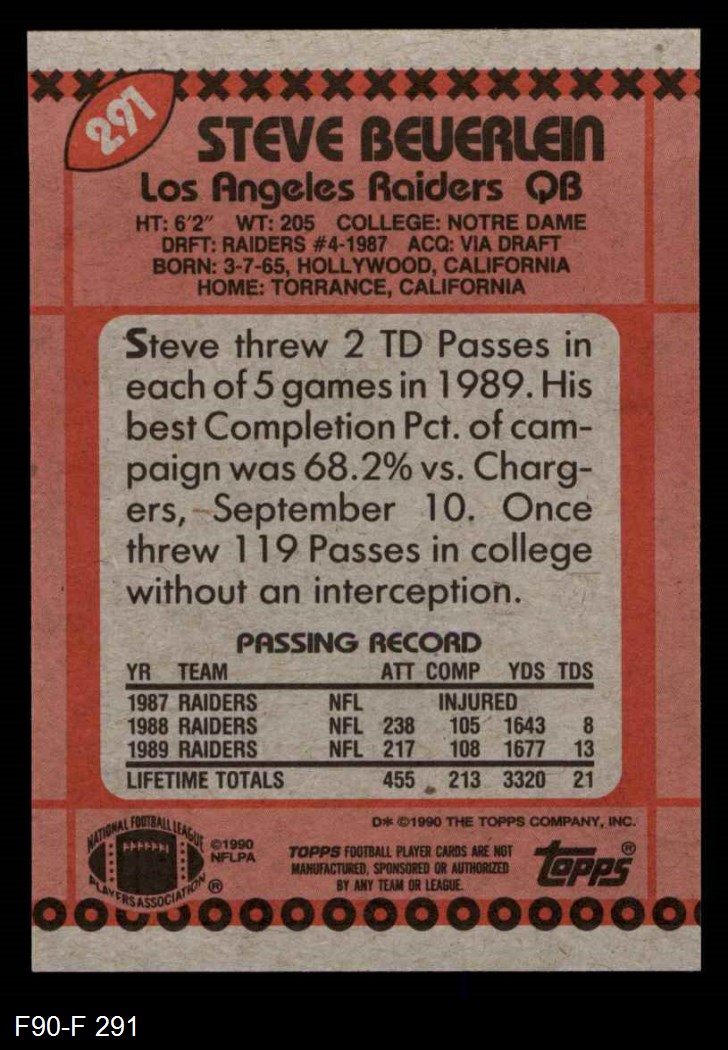 291
STEVE BEUERLEIN
Los Angeles Raiders QB
HT: 6'2" WT: 205 COLLEGE: NOTRE DAME
DRFT: RAIDERS #4-1987 ACQ: VIA DRAFT
BORN: 3-7-65, HOLLYWOOD, CALIFORNIA
HOME: TORRANCE, CALIFORNIA
Steve threw 2 TD Passes in
each of 5 games in 1989. His
best Completion Pct. of cam-
paign was 68.2% vs. Charg-
ers, September 10. Once
threw 119 Passes in college
without an interception.
PASSING RECORD
YR TEAM ATT COMP YDS TDS
1987 RAIDERS NFL INJURED
1988 RAIDERS NFL 238 105 1643 8
1989 RAIDERS NFL 217 108 1677 13
LIFETIME TOTALS 455 213 3320 21
D* ©1990 THE TOPPS COMPANY, INC.
NATIONAL FOOTBALL LEAGUE
PLAYERS ASSOCIATION ®
©1990
NFLPA
TOPPS FOOTBALL PLAYER CARDS ARE NOT
MANUFACTURED, SPONSORED OR AUTHORIZED
BY ANY TEAM OR LEAGUE.
topps ®
F90-F 291